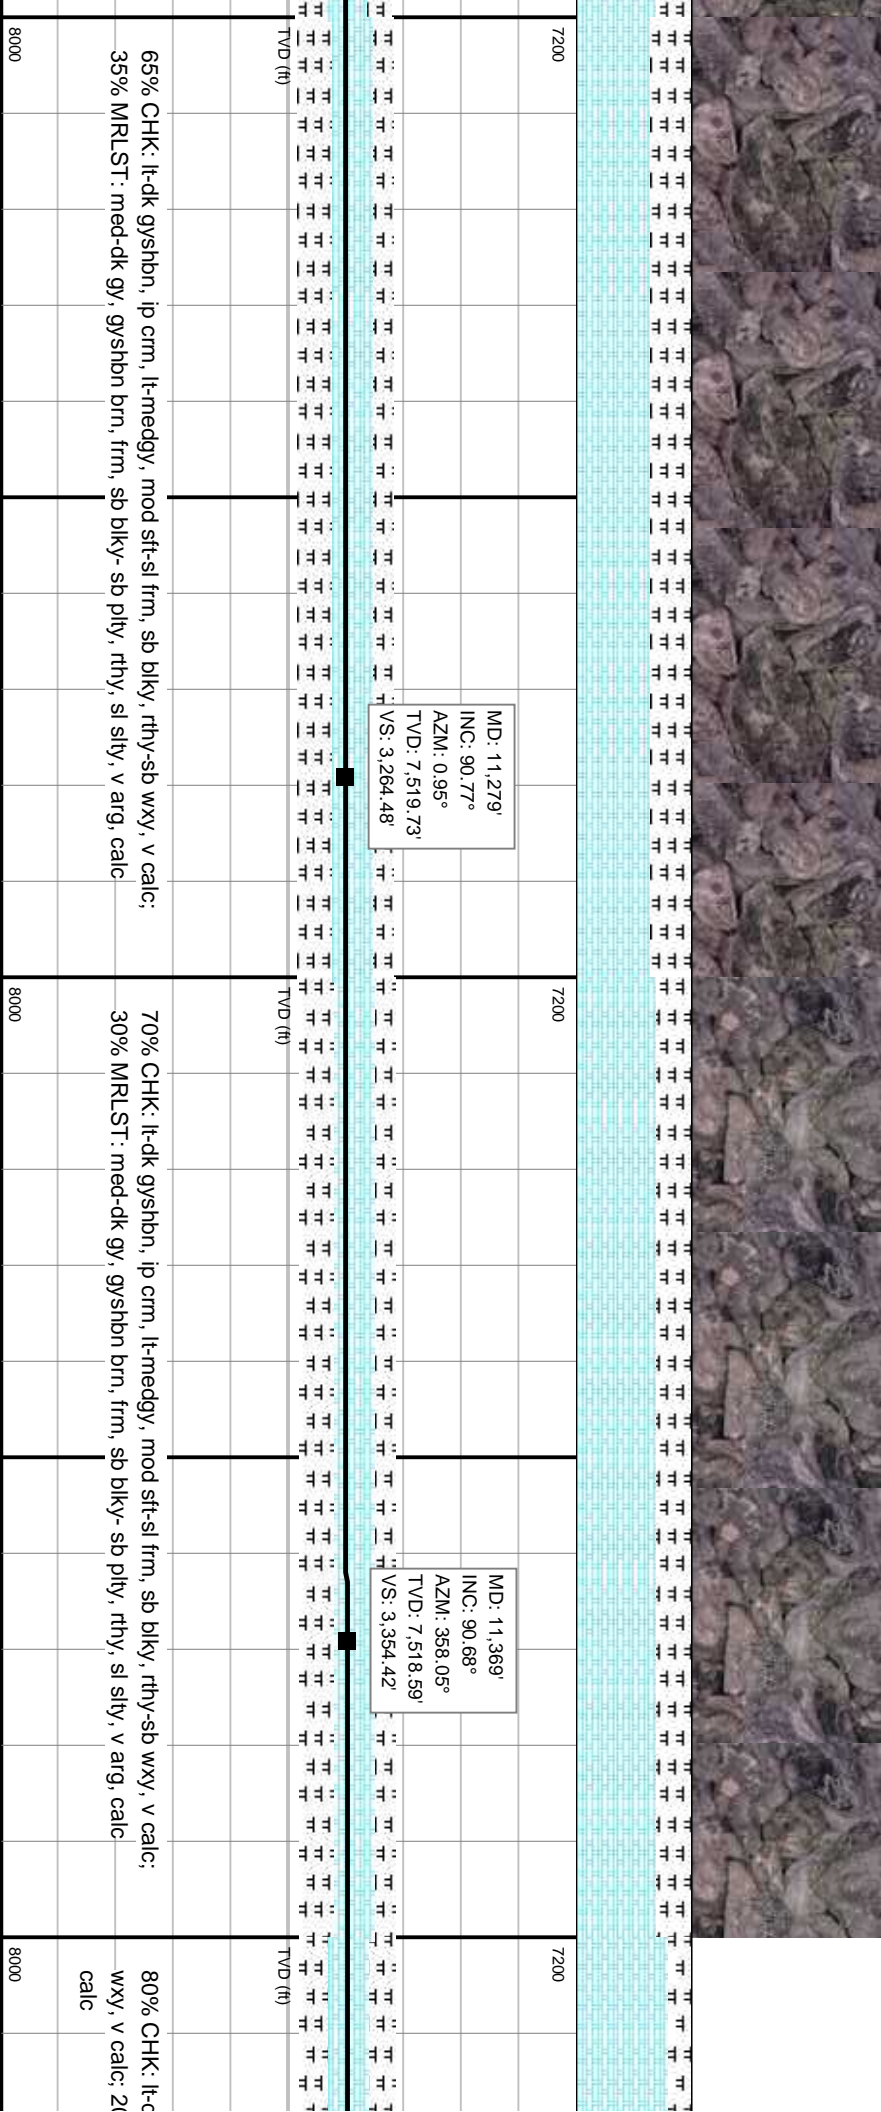 7200
TVD (ft)
8000
65% CHK: lt-dk gyshbn, ip crm, lt-medgy, mod sft-sl frm, sb blky, rthy-sb wxy, v calc;
35% MRLST: med-dk gy, gyshbn brn, frm, sb blky- sb plty, rthy, sl slty, v arg, calc
MD: 11,279'
INC: 90.77°
AZM: 0.95°
TVD: 7,519.73'
VS: 3,264.48'
7200
TVD (ft)
8000
70% CHK: lt-dk gyshbn, ip crm, lt-medgy, mod sft-sl frm, sb blky, rthy-sb wxy, v calc;
30% MRLST: med-dk gy, gyshbn brn, frm, sb blky- sb plty, rthy, sl slty, v arg, calc
MD: 11,369'
INC: 90.68°
AZM: 358.05°
TVD: 7,518.59'
VS: 3,354.42'
7200
TVD (ft)
8000
80% CHK:
wxy, v calc;
calc